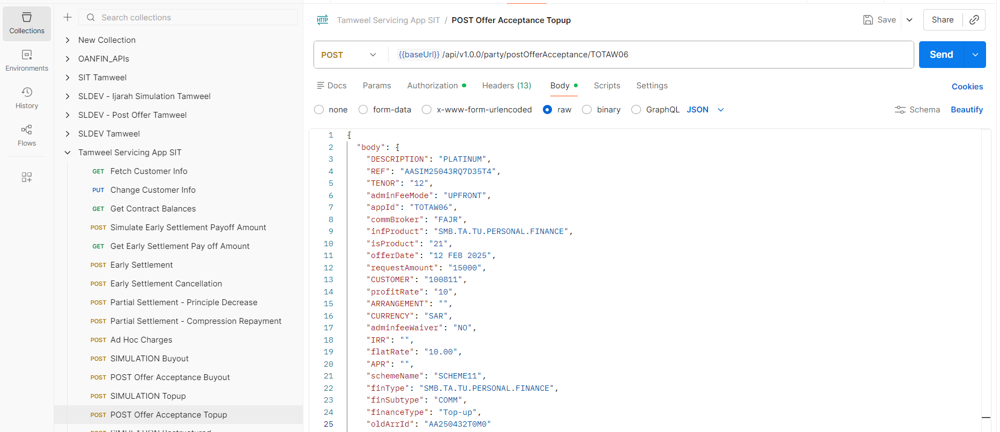 Collections
Environments
History
Flows
Search collections
New Collection
OANFIN_APIs
SIT Tamweel
SLDEV - Ijarah Simulation Tamweel
SLDEV - Post Offer Tamweel
SLDEV Tamweel
Tamweel Servicing App SIT
GET Fetch Customer Info
PUT Change Customer Info
GET Get Contract Balances
POST Simulate Early Settlement Payoff Amount
GET Get Early Settlement Pay off Amount
POST Early Settlement
POST Early Settlement Cancellation
POST Partial Settlement - Principle Decrease
POST Partial Settlement - Compression Repayment
POST Ad Hoc Charges
POST SIMULATION Buyout
POST POST Offer Acceptance Buyout
POST SIMULATION Topup
POST POST Offer Acceptance Topup
POST SIMULATION Restructured
HTTP Tamweel Servicing App SIT / POST Offer Acceptance Topup Save Share
POST {{baseUrl}}/api/v1.0.0/party/postOfferAcceptance/TOTAW06 Send
Docs Params Authorization Headers (13) Body Scripts Settings Cookies
none form-data x-www-form-urlencoded raw binary GraphQL JSON Schema Beautify
1 {
2 "body": {
3 "DESCRIPTION": "PLATINUM",
4 "REF": "AASIM25043RQ7D35T4",
5 "TENOR": "12",
6 "adminFeeMode": "UPFRONT",
7 "appId": "TOTAW06",
8 "commBroker": "FAJR",
9 "infProduct": "SMB.TA.TU.PERSONAL.FINANCE",
10 "isProduct": "21",
11 "offerDate": "12 FEB 2025",
12 "requestAmount": "15000",
13 "CUSTOMER": "100811",
14 "profitRate": "10",
15 "ARRANGEMENT": "",
16 "CURRENCY": "SAR",
17 "adminfeeWaiver": "NO",
18 "IRR": "",
19 "flatRate": "10.00",
20 "APR": "",
21 "schemeName": "SCHEME11",
22 "finType": "SMB.TA.TU.PERSONAL.FINANCE",
23 "finSubtype": "COMM",
24 "financeType": "Top-up",
25 "oldArrId": "AA250432T0M0"